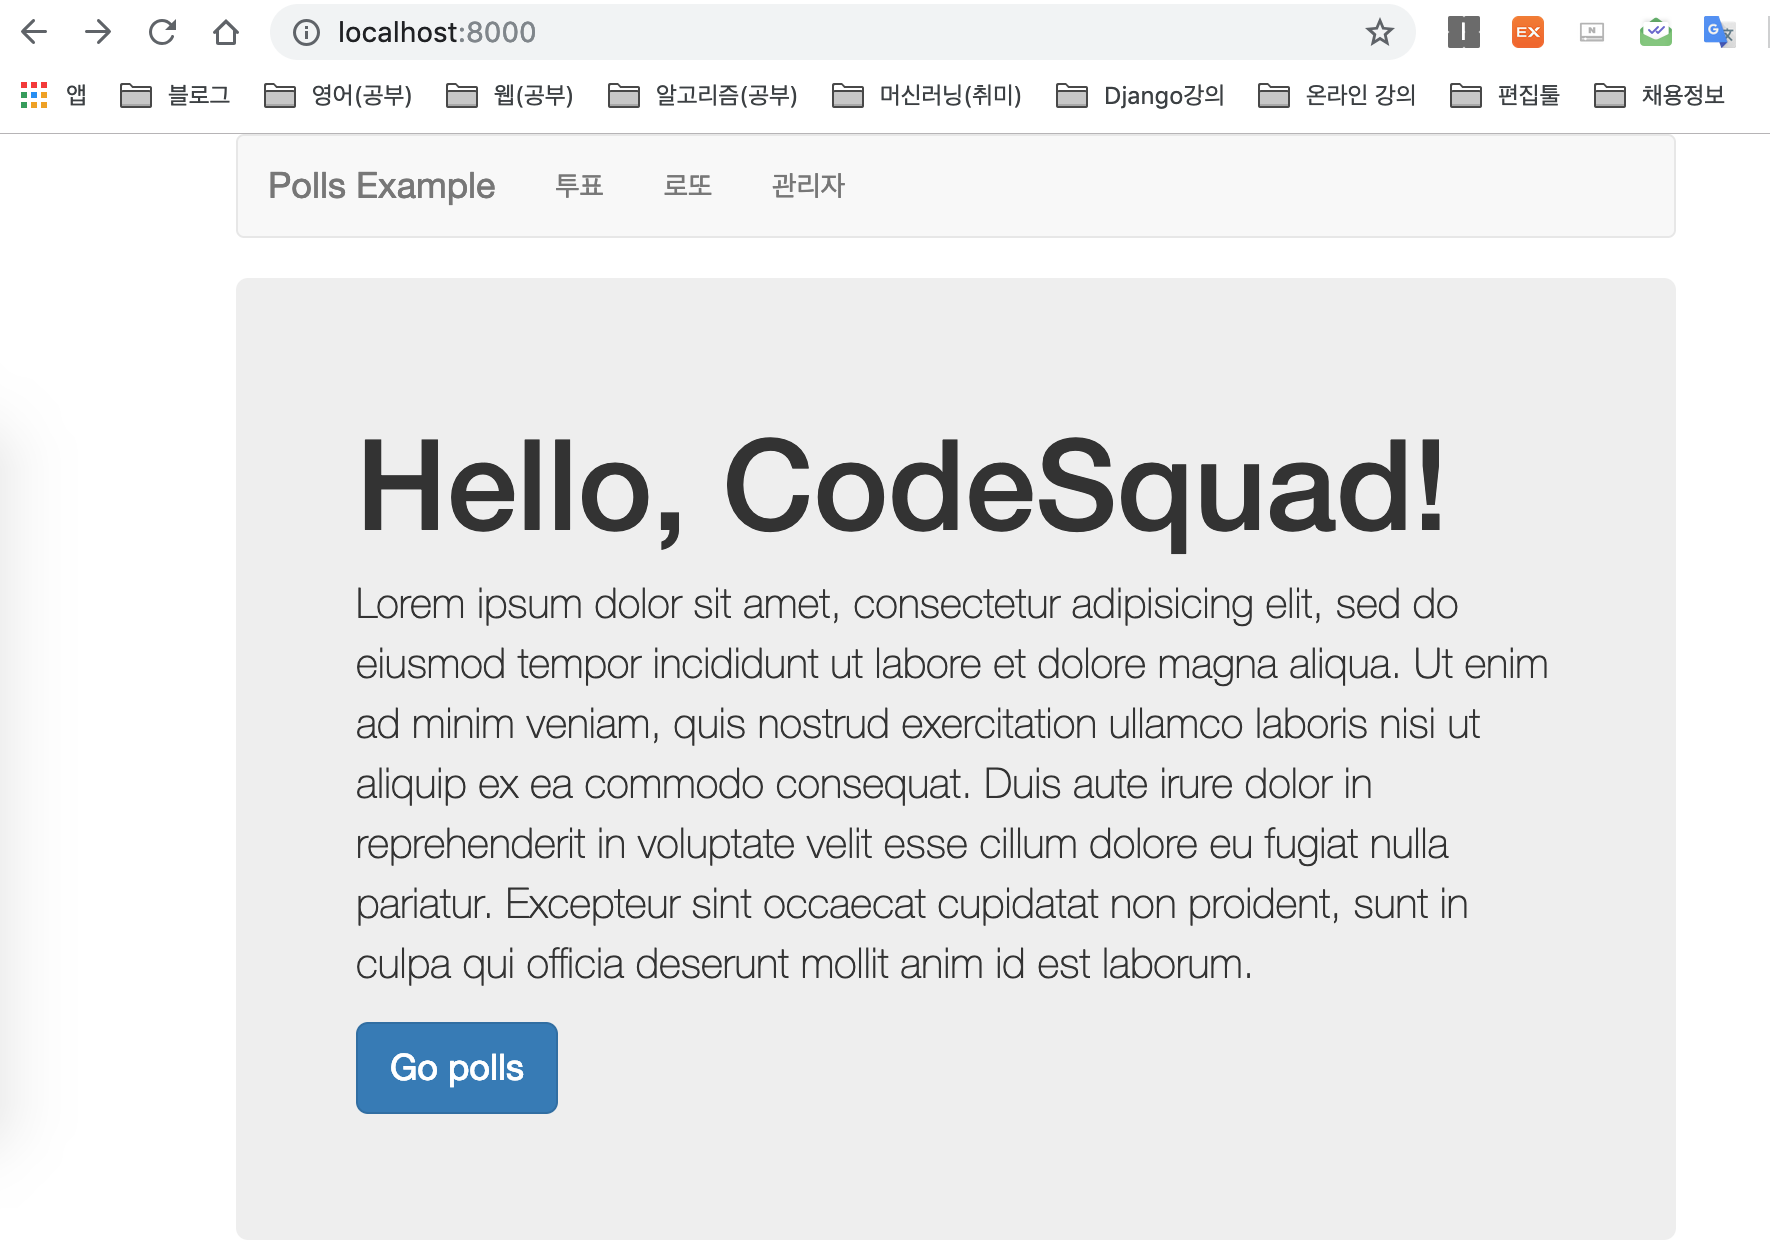 localhost:8000
EX
N
G 文
앱 블로그 영어(공부) 웹(공부) 알고리즘(공부) 머신러닝(취미) Django강의 온라인 강의 편집툴 채용정보
Polls Example 투표 로또 관리자
Hello, CodeSquad!
Lorem ipsum dolor sit amet, consectetur adipisicing elit, sed do
eiusmod tempor incididunt ut labore et dolore magna aliqua. Ut enim
ad minim veniam, quis nostrud exercitation ullamco laboris nisi ut
aliquip ex ea commodo consequat. Duis aute irure dolor in
reprehenderit in voluptate velit esse cillum dolore eu fugiat nulla
pariatur. Excepteur sint occaecat cupidatat non proident, sunt in
culpa qui officia deserunt mollit anim id est laborum.
Go polls